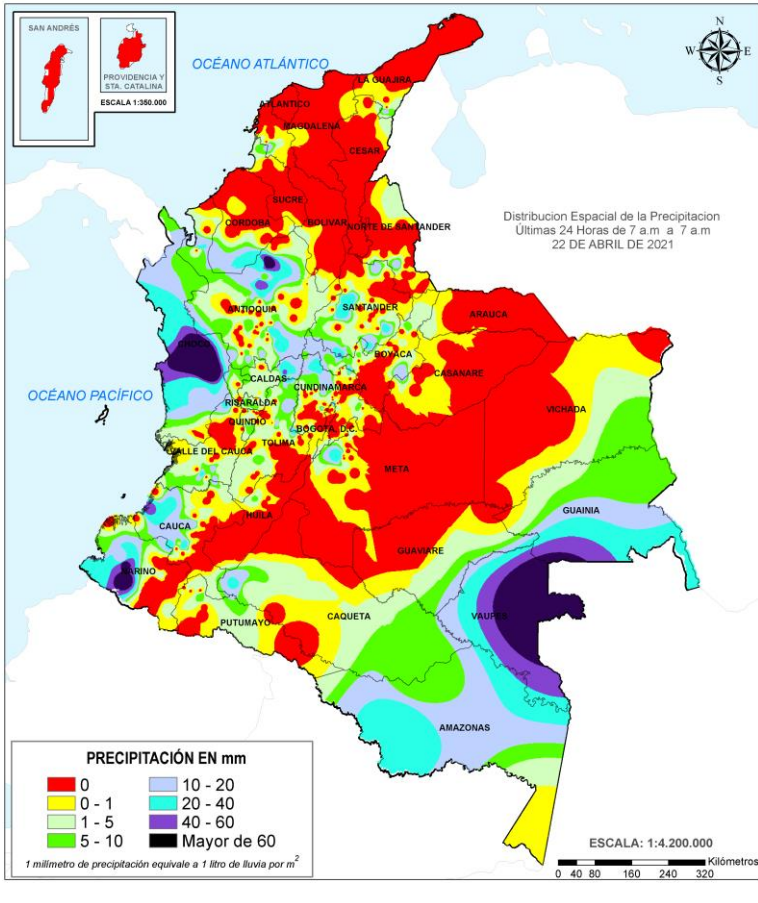 SAN ANDRÉS
PROVIDENCIA Y
STA. CATALINA
ESCALA 1:350.000
N
W
E
S
OCÉANO ATLÁNTICO
LA GUAJIRA
ATLANTICO
MAGDALENA
CESAR
SUCRE
CORDOBA
BOLIVAR
NORTE DE SANTANDER
Distribucion Espacial de la Precipitacion
Últimas 24 Horas de 7 a.m a 7 a.m
22 DE ABRIL DE 2021
ANTIOQUIA
SANTANDER
ARAUCA
CHOCO
BOYACA
CASANARE
CALDAS
CUNDINAMARCA
OCÉANO PACÍFICO
RISARALDA
VICHADA
QUINDIO
BOGOTA, D.C.
TOLIMA
VALLE DEL CAUCA
META
GUAINIA
HUILA
CAUCA
GUAVIARE
NARIÑO
VAUPES
CAQUETA
PUTUMAYO
AMAZONAS
PRECIPITACIÓN EN mm
0
10 - 20
0 - 1
20 - 40
1 - 5
40 - 60
5 - 10
Mayor de 60
1 milímetro de precipitación equivale a 1 litro de lluvia por m²
ESCALA: 1:4.200.000
Kilómetros
0 40 80 160 240 320